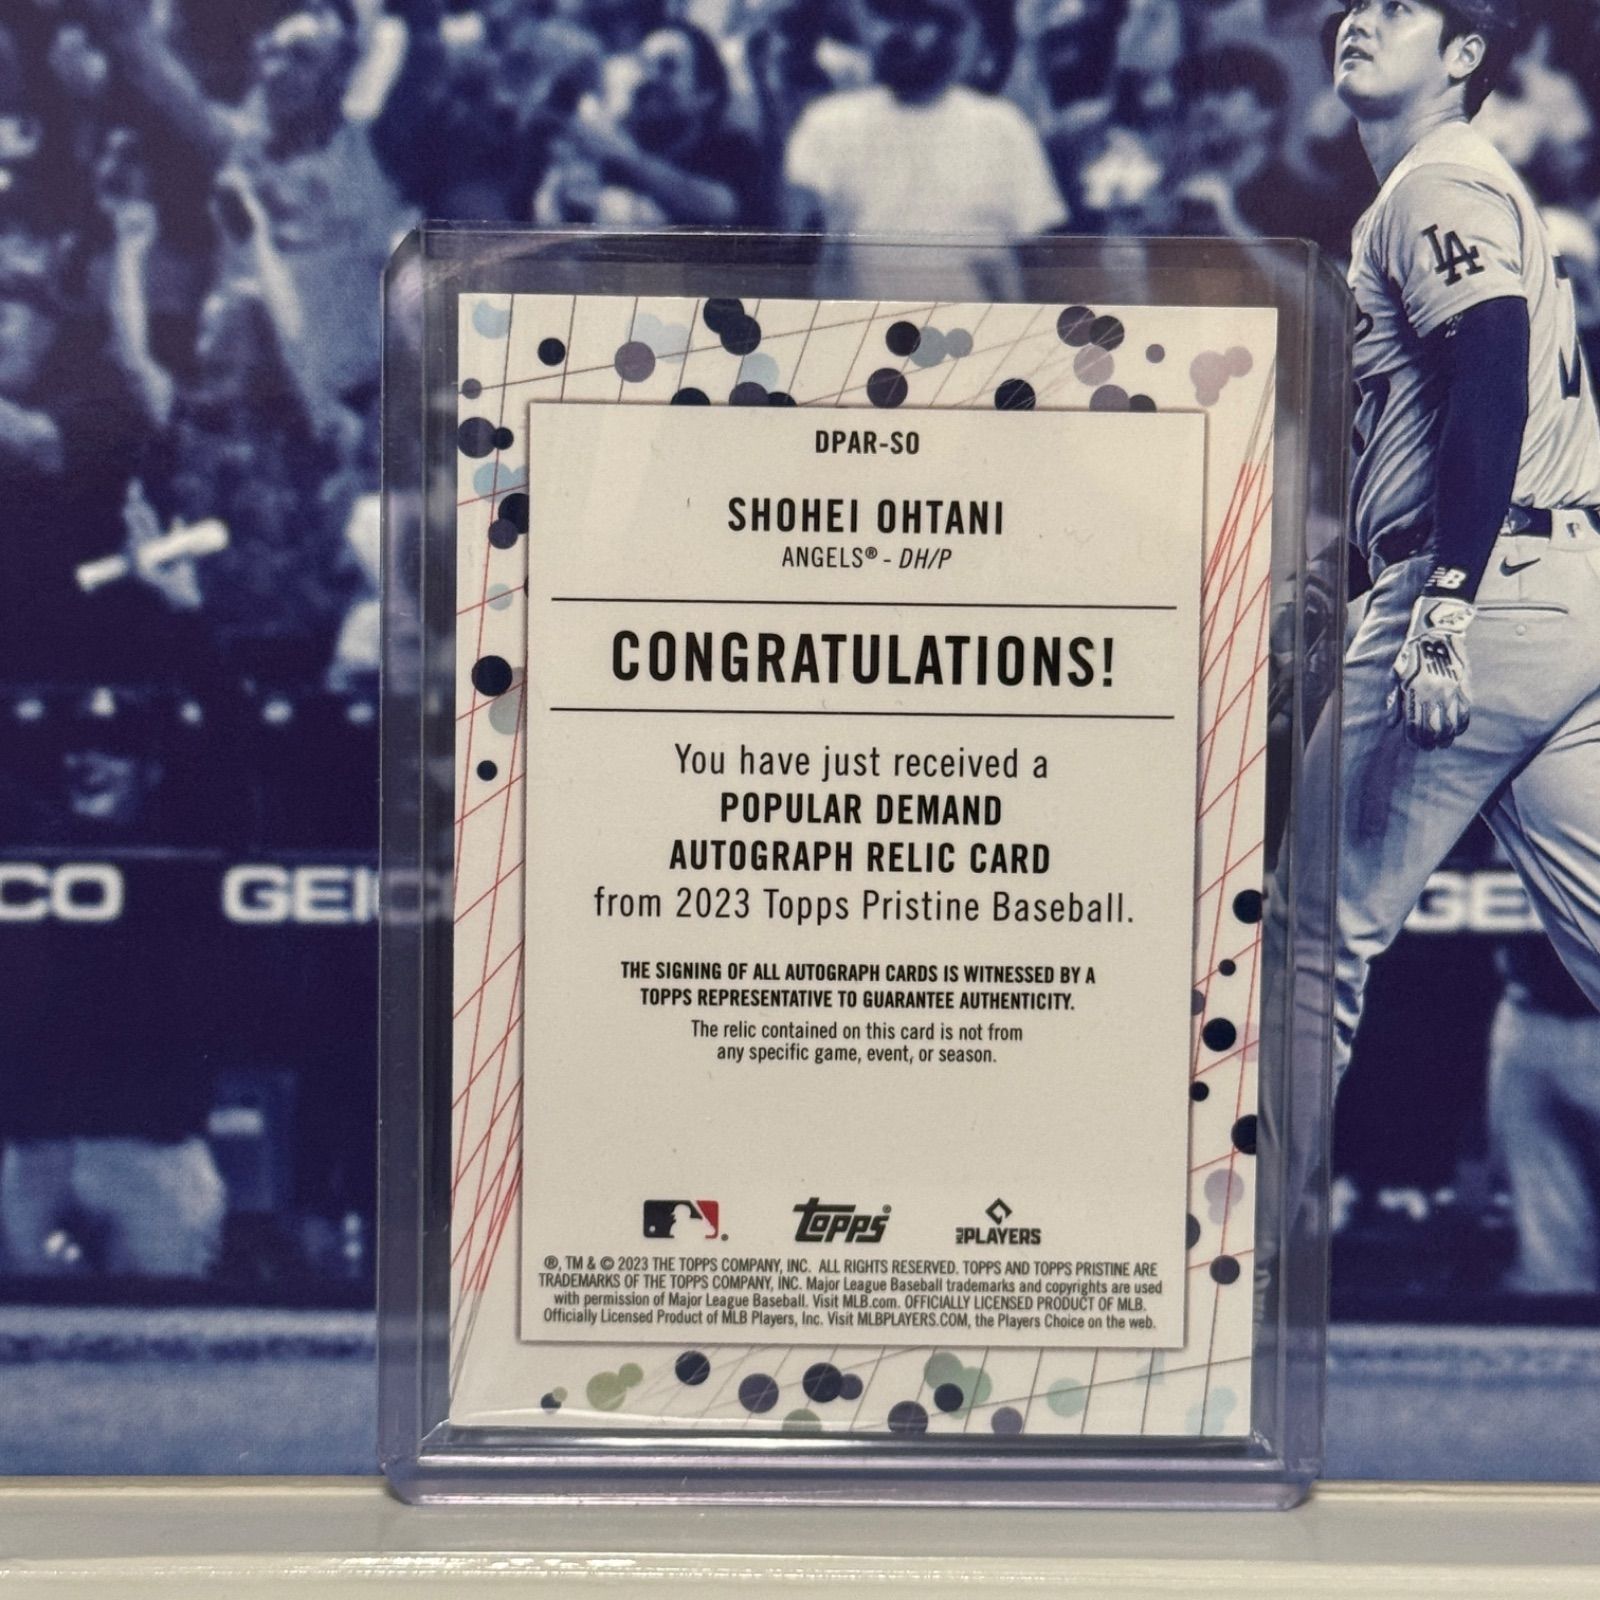 LA
DPAR-SO
SHOHEI OHTANI
ANGELS® - DH/P
CONGRATULATIONS!
You have just received a
POPULAR DEMAND
AUTOGRAPH RELIC CARD
from 2023 Topps Pristine Baseball.
THE SIGNING OF ALL AUTOGRAPH CARDS IS WITNESSED BY A
TOPPS REPRESENTATIVE TO GUARANTEE AUTHENTICITY.
The relic contained on this card is not from
any specific game, event, or season.
topps®
MLB PLAYERS
®, TM & © 2023 THE TOPPS COMPANY, INC. ALL RIGHTS RESERVED. TOPPS AND TOPPS PRISTINE ARE
TRADEMARKS OF THE TOPPS COMPANY, INC. Major League Baseball trademarks and copyrights are used
with permission of Major League Baseball. Visit MLB.com. OFFICIALLY LICENSED PRODUCT OF MLB.
Officially Licensed Product of MLB Players, Inc. Visit MLBPLAYERS.COM, the Players Choice on the web.
CO GEIC GE
NB
NB